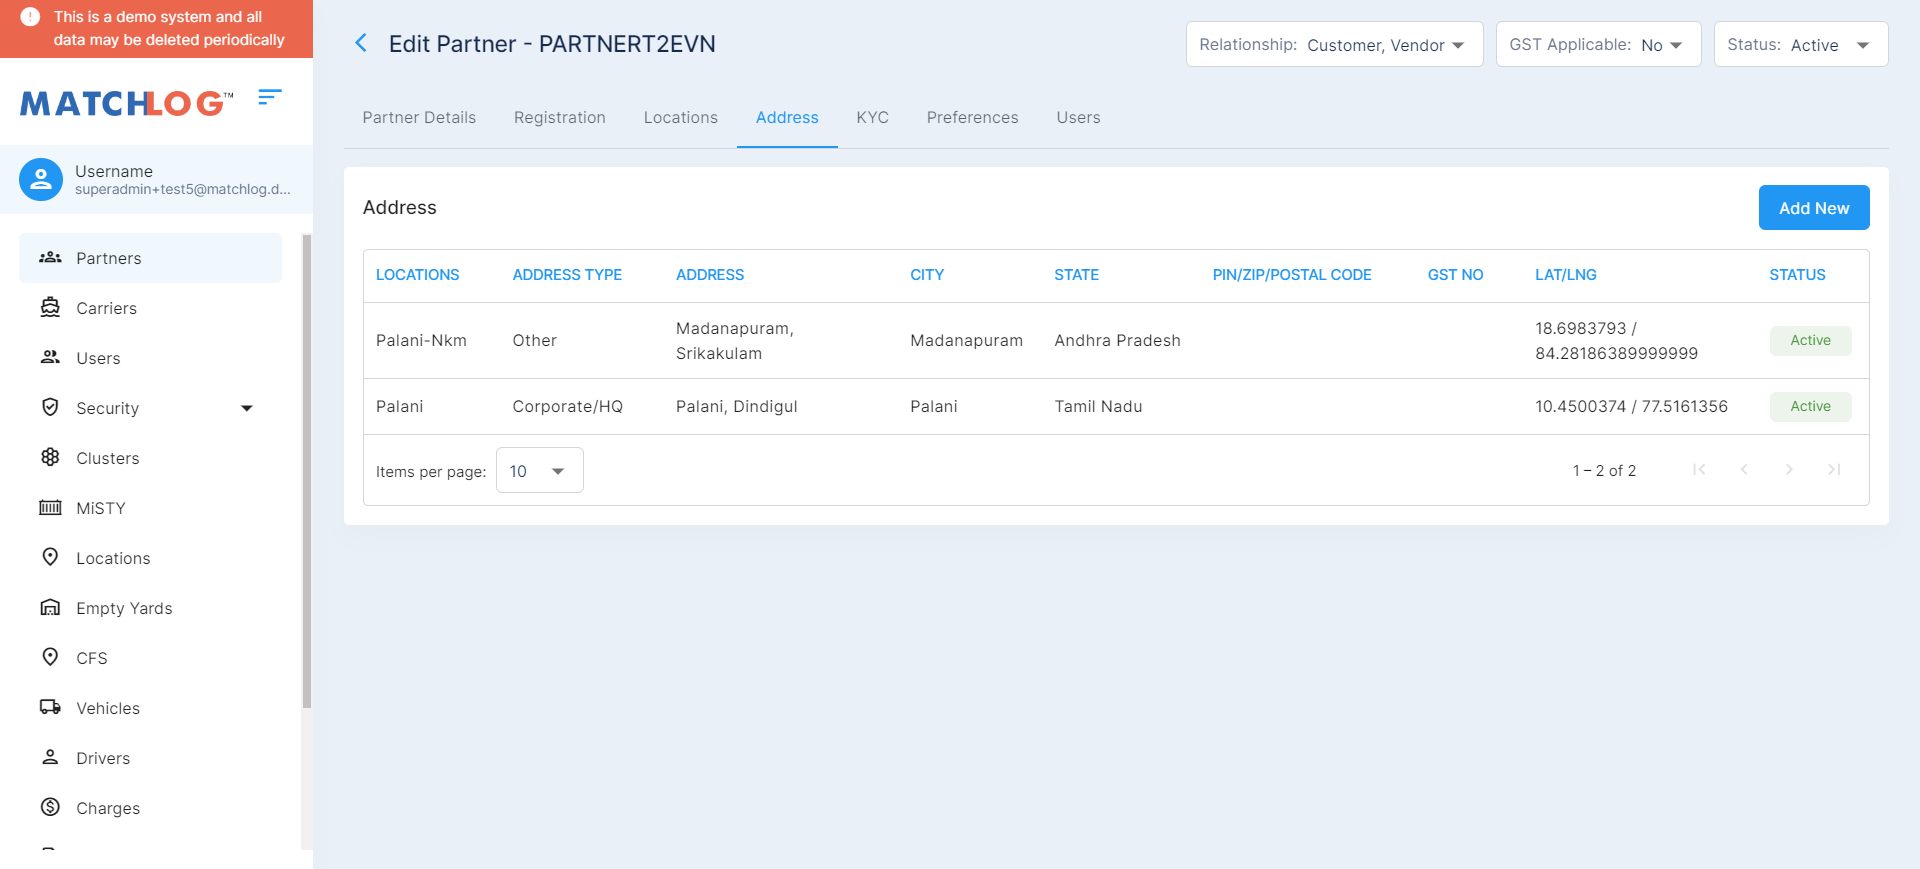 This is a demo system and all
data may be deleted periodically
MATCHLOG™
Username
superadmin+test5@matchlog.d...
Partners
Carriers
Users
Security
Clusters
MiSTY
Locations
Empty Yards
CFS
Vehicles
Drivers
Charges
Edit Partner - PARTNERT2EVN
Relationship: Customer, Vendor
GST Applicable: No
Status: Active
Partner Details Registration Locations Address KYC Preferences Users
Address
Add New
LOCATIONS ADDRESS TYPE ADDRESS CITY STATE PIN/ZIP/POSTAL CODE GST NO LAT/LNG STATUS
Palani-Nkm Other Madanapuram, Srikakulam Madanapuram Andhra Pradesh 18.6983793 / 84.28186389999999 Active
Palani Corporate/HQ Palani, Dindigul Palani Tamil Nadu 10.4500374 / 77.5161356 Active
Items per page: 10
1 – 2 of 2